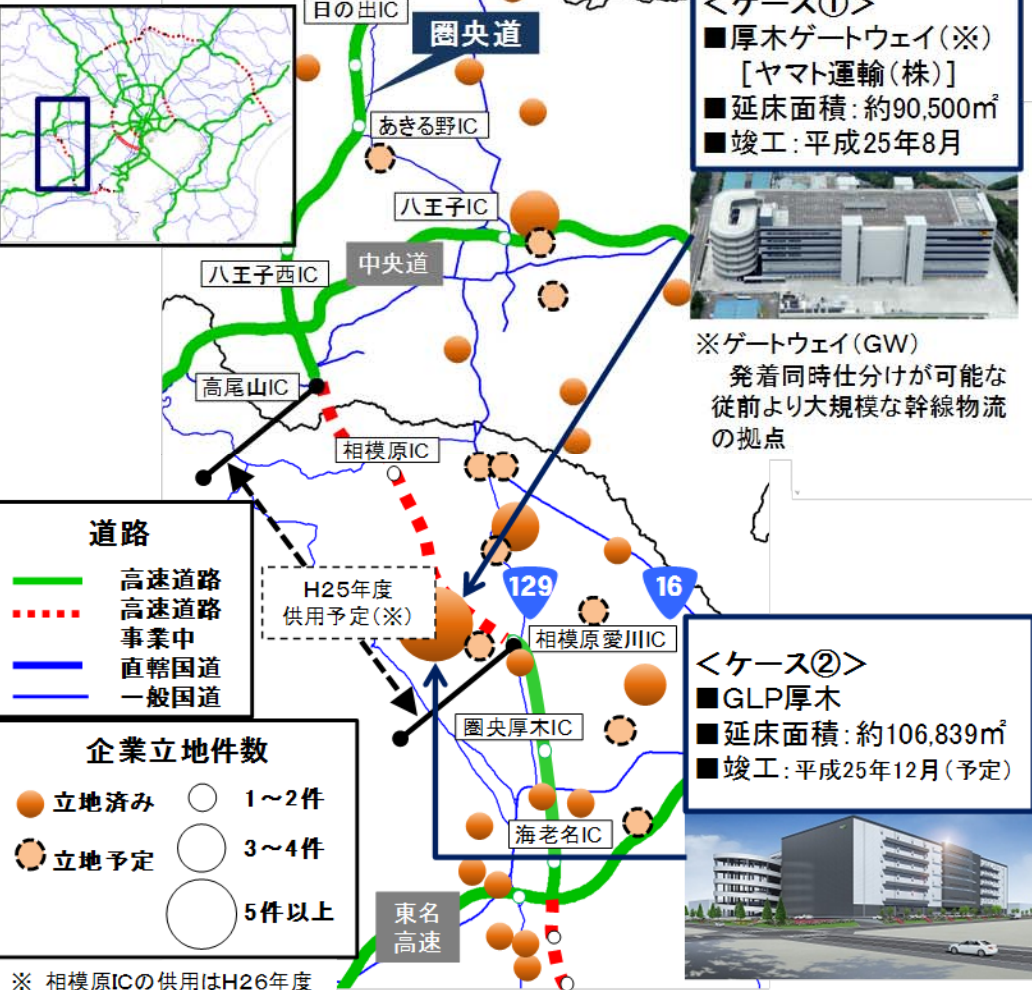 日の出IC
圏央道
あきる野IC
八王子IC
中央道
八王子西IC
高尾山IC
相模原IC
H25年度
供用予定(※)
129
16
相模原愛川IC
圏央厚木IC
海老名IC
東名
高速
<ケース①>
■厚木ゲートウェイ(※)
[ヤマト運輸(株)]
■延床面積:約90,500㎡
■竣工:平成25年8月
※ゲートウェイ(GW)
発着同時仕分けが可能な
従前より大規模な幹線物流
の拠点
<ケース②>
■GLP厚木
■延床面積:約106,839㎡
■竣工:平成25年12月(予定)
道路
高速道路
高速道路
事業中
直轄国道
一般国道
企業立地件数
立地済み
立地予定
1~2件
3~4件
5件以上
※ 相模原ICの供用はH26年度